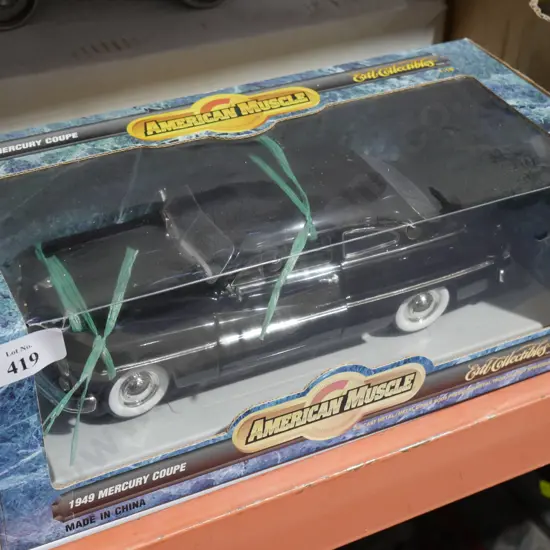 MERCURY COUPE
AMERICAN MUSCLE
Ertl Collectibles
Lot No.
419
AMERICAN MUSCLE
Ertl Collectibles
1949 MERCURY COUPE
MADE IN CHINA